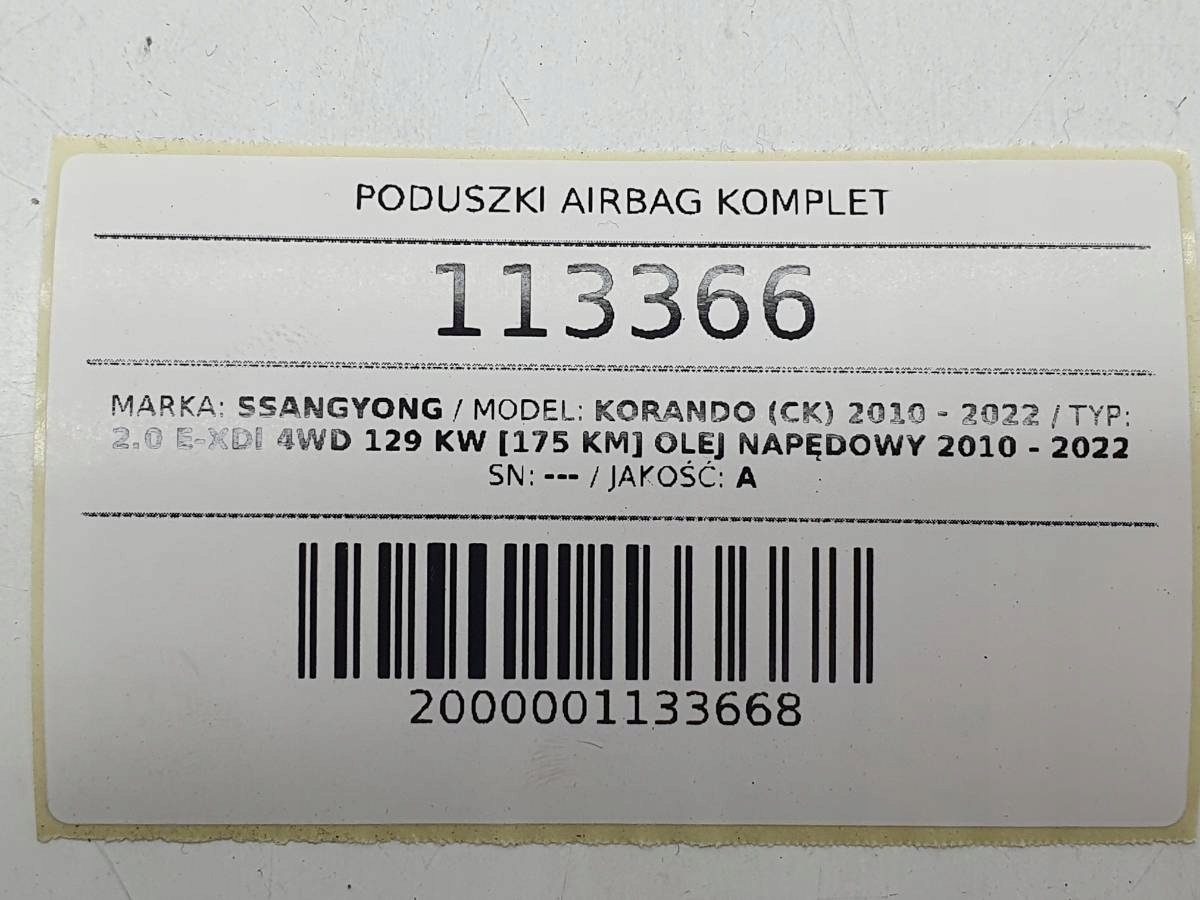 PODUSZKI AIRBAG KOMPLET
113366
MARKA: SSANGYONG / MODEL: KORANDO (CK) 2010 - 2022 / TYP:
2.0 E-XDI 4WD 129 KW [175 KM] OLEJ NAPĘDOWY 2010 - 2022
SN: --- / JAKOŚĆ: A
2000001133668